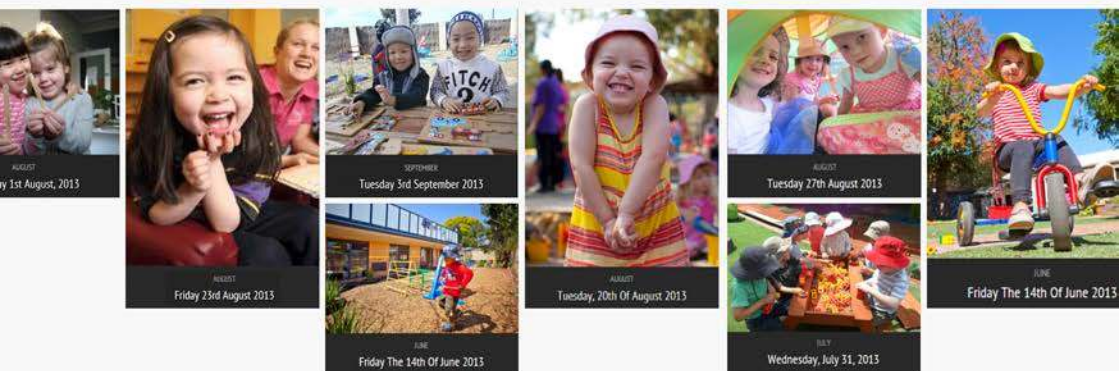 AUGUST
ay 1st August, 2013
AUGUST
Friday 23rd August 2013
SEPTEMBER
FITCH
Tuesday 3rd September 2013
JUNE
Friday The 14th Of June 2013
AUGUST
Tuesday, 20th Of August 2013
AUGUST
Tuesday 27th August 2013
JULY
Wednesday, July 31, 2013
JUNE
Friday The 14th Of June 2013